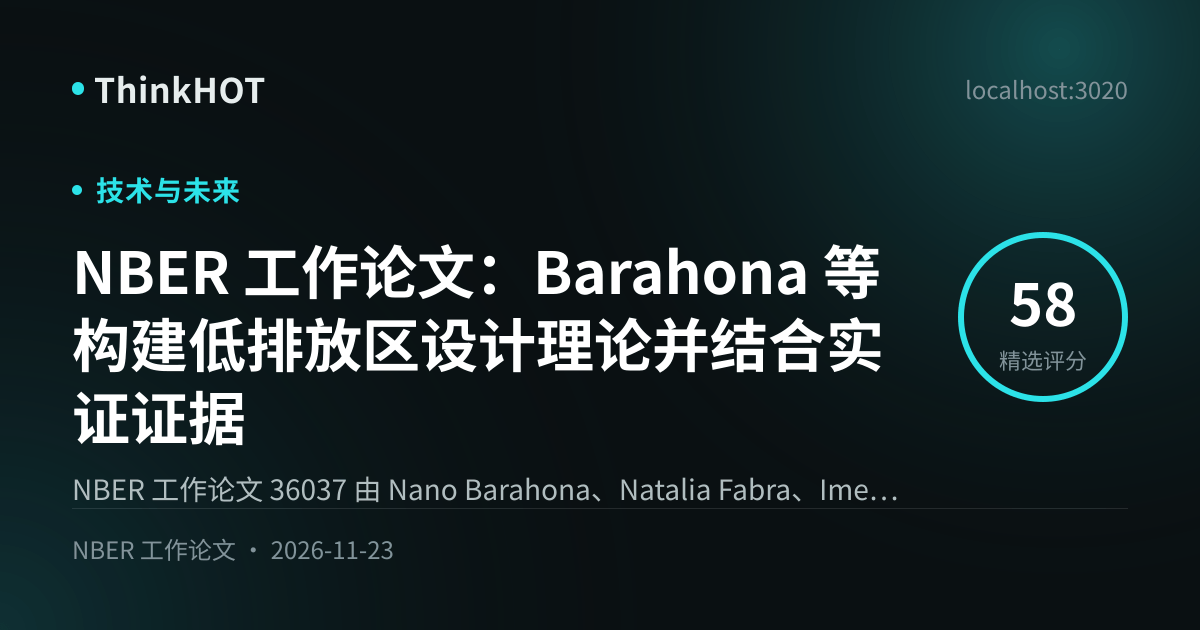 ThinkHOT
localhost:3020
技术与未来
NBER 工作论文：Barahona 等
构建低排放区设计理论并结合实
证证据
58
精选评分
NBER 工作论文 36037 由 Nano Barahona、Natalia Fabra、Ime…
NBER 工作论文 · 2026-11-23